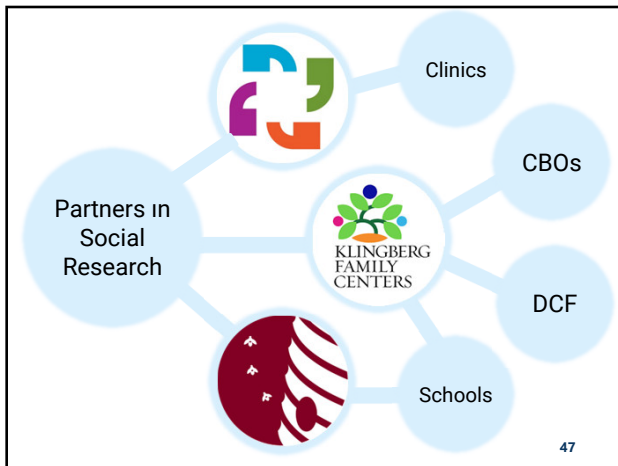 Clinics
CBOs
Partners in
Social
Research
KLINGBERG
FAMILY
CENTERS
DCF
Schools
47